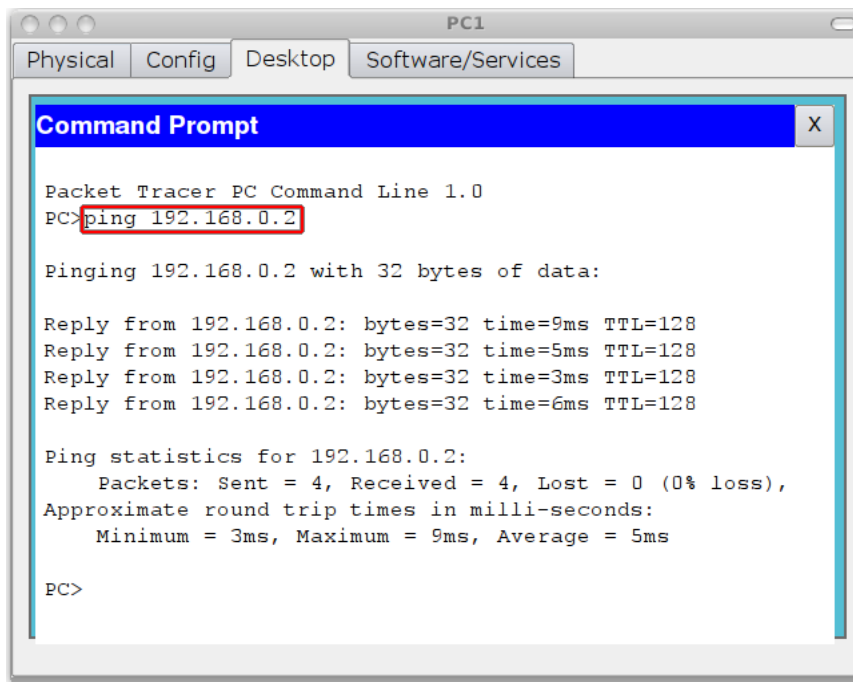 PC1
Physical Config Desktop Software/Services
Command Prompt X
Packet Tracer PC Command Line 1.0
PC>ping 192.168.0.2
Pinging 192.168.0.2 with 32 bytes of data:
Reply from 192.168.0.2: bytes=32 time=9ms TTL=128
Reply from 192.168.0.2: bytes=32 time=5ms TTL=128
Reply from 192.168.0.2: bytes=32 time=3ms TTL=128
Reply from 192.168.0.2: bytes=32 time=6ms TTL=128
Ping statistics for 192.168.0.2:
Packets: Sent = 4, Received = 4, Lost = 0 (0% loss),
Approximate round trip times in milli-seconds:
Minimum = 3ms, Maximum = 9ms, Average = 5ms
PC>